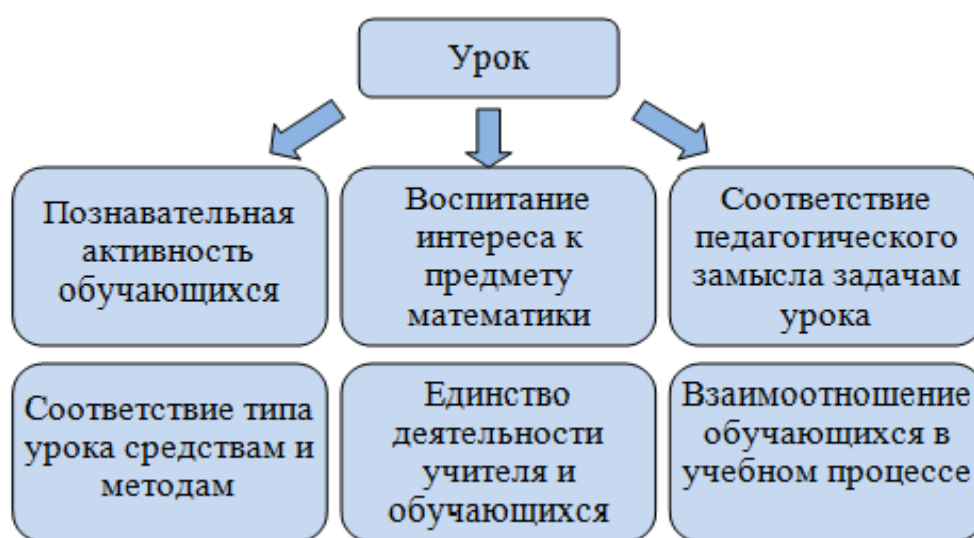 Урок
Познавательная
активность
обучающихся
Воспитание
интереса к
предмету
математики
Соответствие
педагогического
замысла задачам
урока
Соответствие типа
урока средствам и
методам
Единство
деятельности
учителя и
обучающихся
Взаимоотношение
обучающихся в
учебном процессе